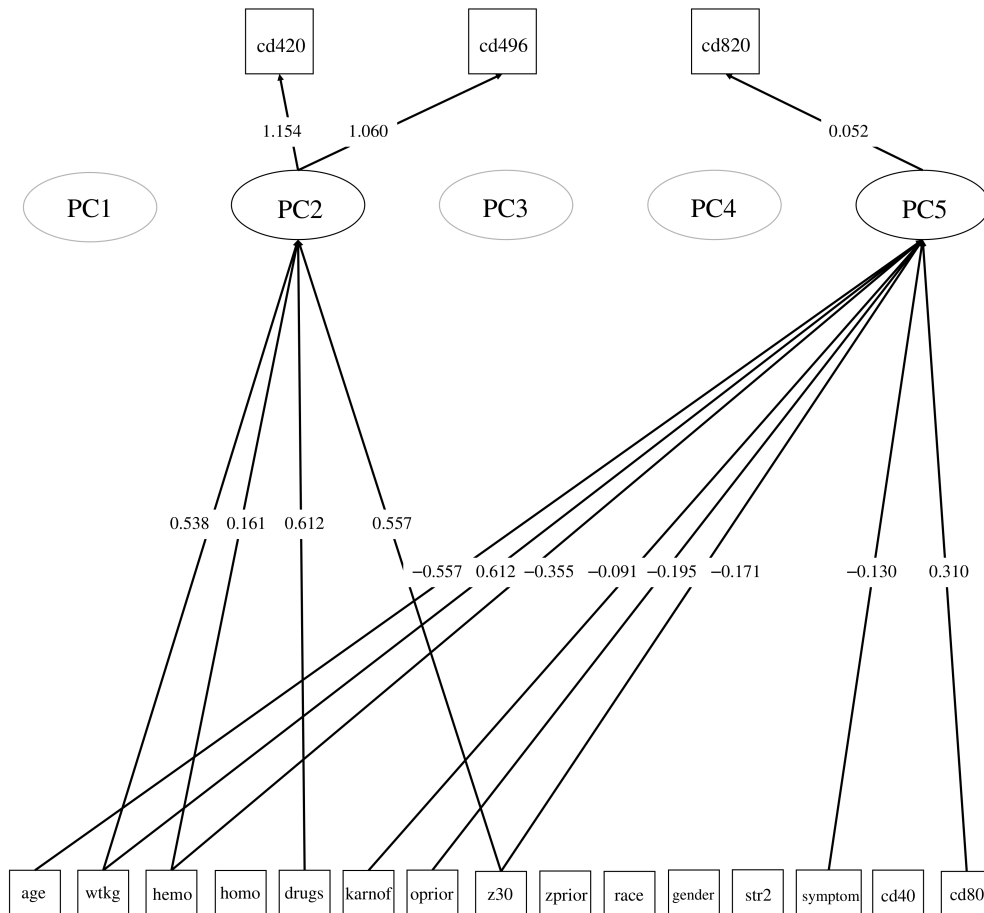 cd420 cd496 cd820
1.154 1.060 0.052
PC1 PC2 PC3 PC4 PC5
0.538 0.161 0.612 0.557
−0.557 0.612 −0.355 −0.091 −0.195 −0.171 −0.130 0.310
age wtkg hemo homo drugs karnof oprior z30 zprior race gender str2 symptom cd40 cd80